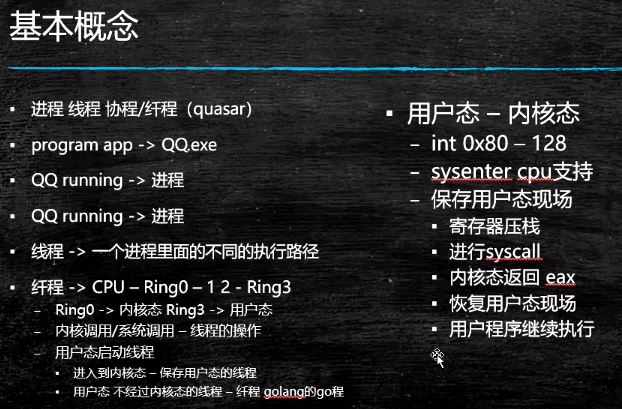 基本概念
进程 线程 协程/纤程（quasar）
program app -> QQ.exe
QQ running -> 进程
QQ running -> 进程
线程 -> 一个进程里面的不同的执行路径
纤程 -> CPU – Ring0 – 1 2 - Ring3
Ring0 -> 内核态 Ring3 -> 用户态
内核调用/系统调用 – 线程的操作
用户态启动线程
进入到内核态 – 保存用户态的线程
用户态 不经过内核态的线程 – 纤程 golang的go程
用户态 – 内核态
int 0x80 – 128
sysenter cpu支持
保存用户态现场
寄存器压栈
进行syscall
内核态返回 eax
恢复用户态现场
用户程序继续执行